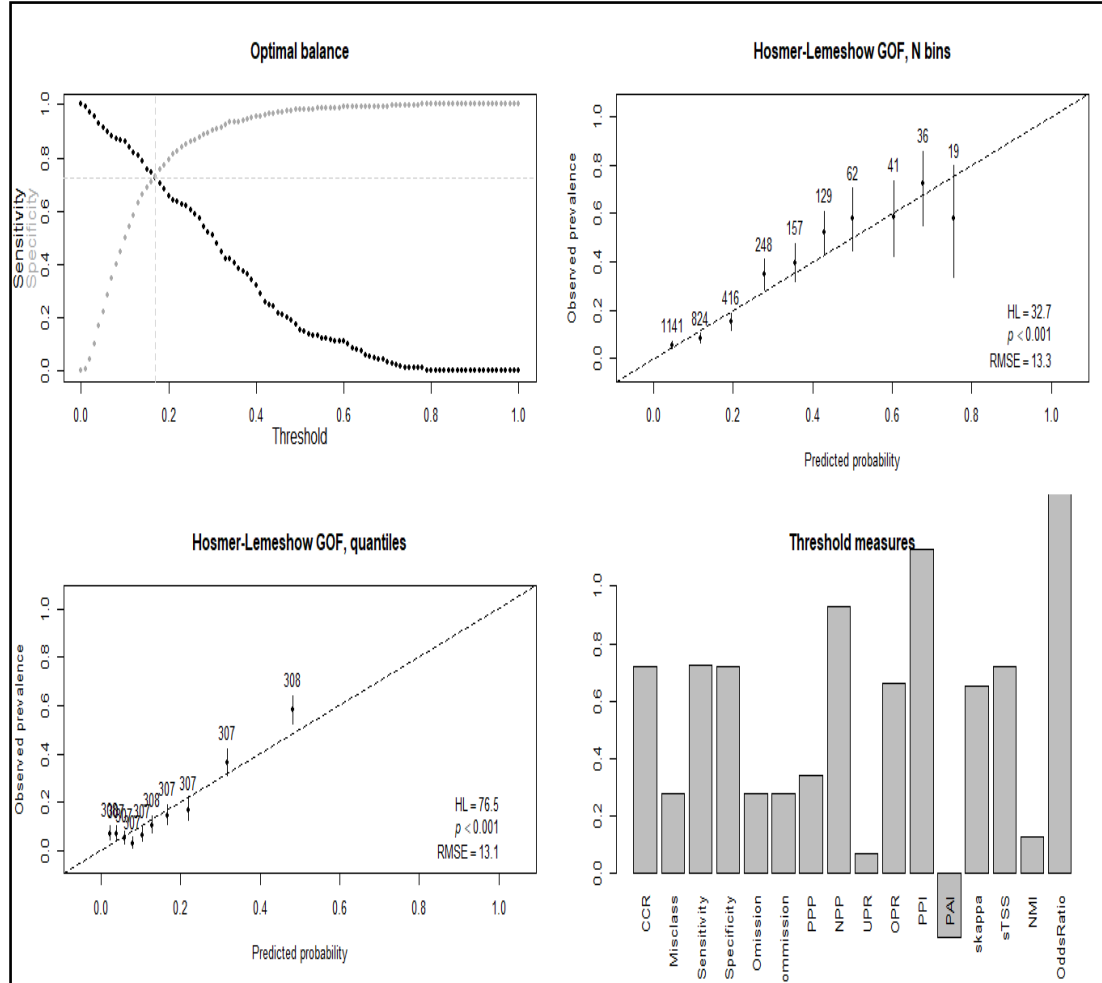 Optimal balance
1.0
0.8
0.6
0.4
0.2
0.0
Sensitivity
Specificity
0.0 0.2 0.4 0.6 0.8 1.0
Threshold
Hosmer-Lemeshow GOF, N bins
1.0
0.8
0.6
0.4
0.2
0.0
Observed prevalence
1141
824
416
248
157
129
62
41
36
19
HL = 32.7
p < 0.001
RMSE = 13.3
0.0 0.2 0.4 0.6 0.8 1.0
Predicted probability
Hosmer-Lemeshow GOF, quantiles
1.0
0.8
0.6
0.4
0.2
0.0
Observed prevalence
307
307
308
307
307
307
308
HL = 76.5
p < 0.001
RMSE = 13.1
0.0 0.2 0.4 0.6 0.8 1.0
Predicted probability
Threshold measures
1.0
0.8
0.6
0.4
0.2
0.0
CCR
Misclass
Sensitivity
Specificity
Omission
ommission
PPP
NPP
UPR
OPR
PPI
PAI
skappa
sTSS
NMI
OddsRatio